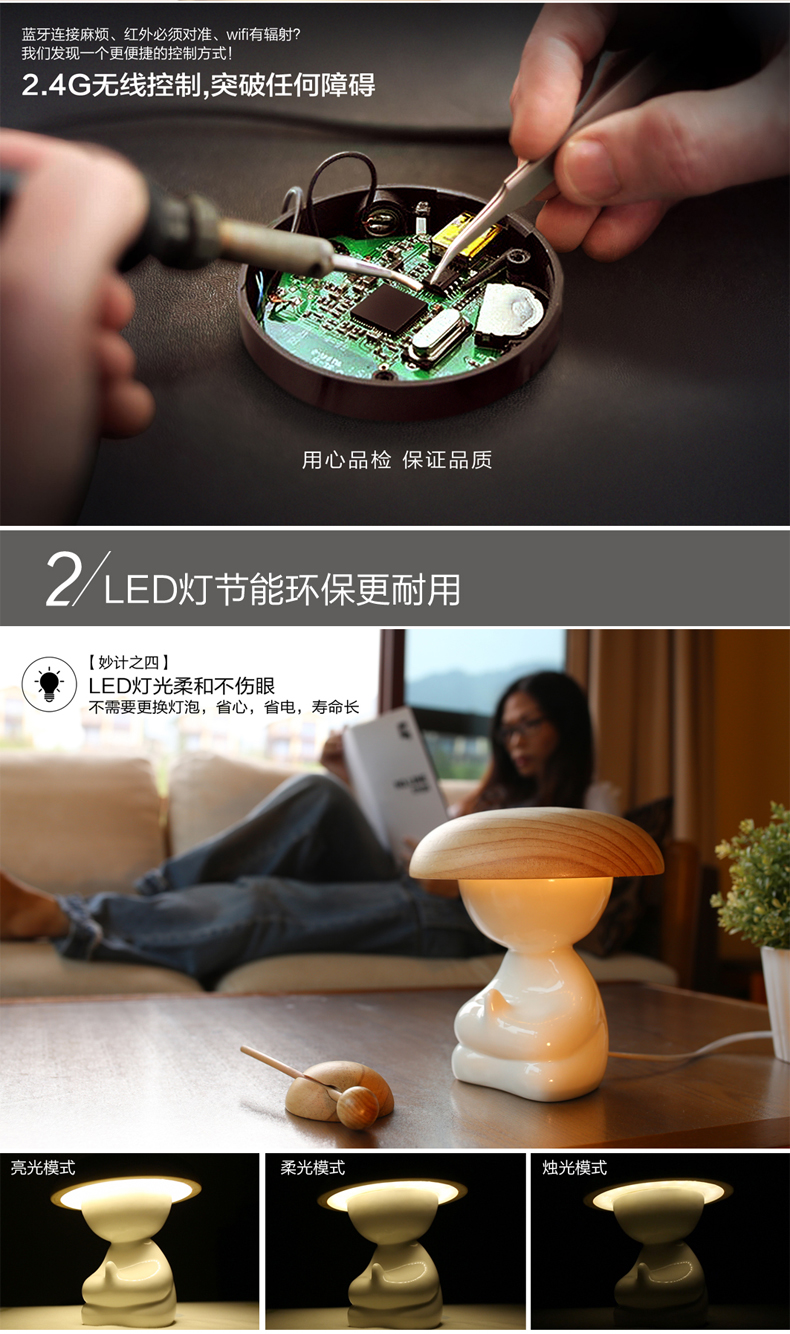 蓝牙连接麻烦、红外必须对准、wifi有辐射?
我们发现一个更便捷的控制方式!
2.4G无线控制,突破任何障碍
用心品检 保证品质
2/LED灯节能环保更耐用
【妙计之四】
LED灯光柔和不伤眼
不需要更换灯泡，省心，省电，寿命长
亮光模式
柔光模式
烛光模式